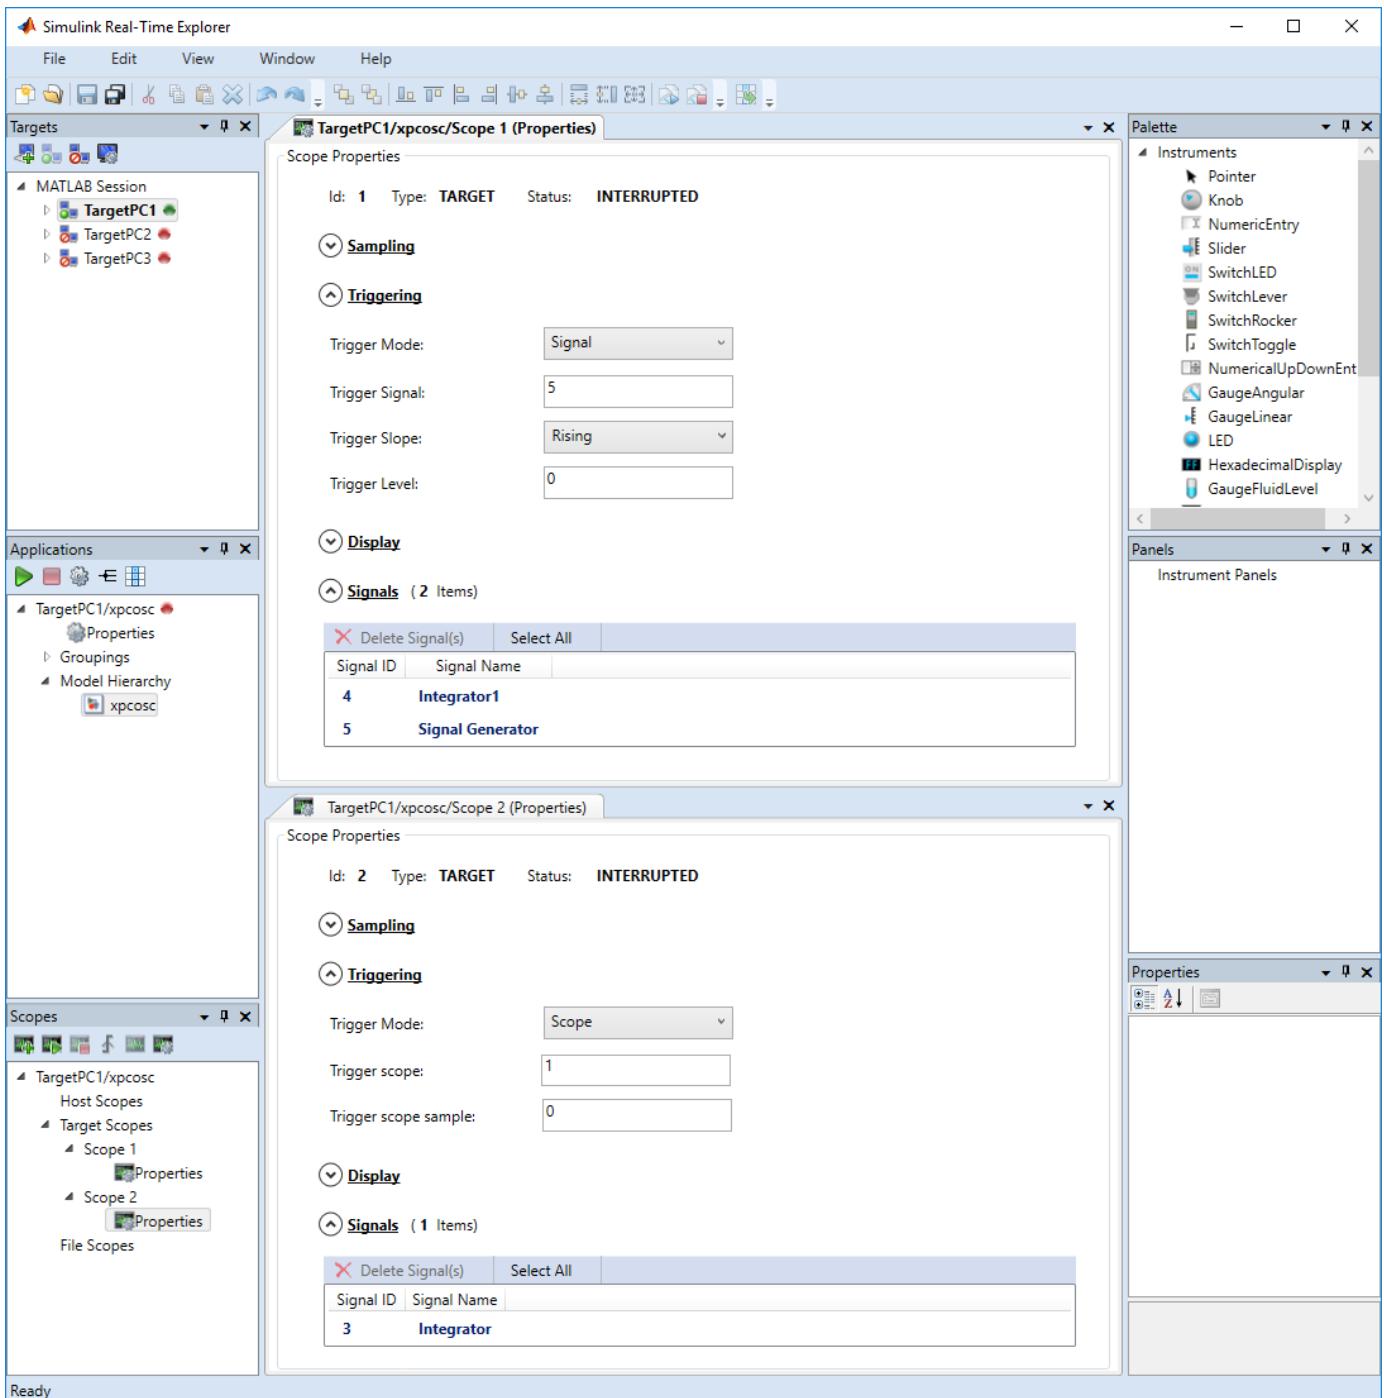 Simulink Real-Time Explorer
File Edit View Window Help
Targets
MATLAB Session
TargetPC1
TargetPC2
TargetPC3
Applications
TargetPC1/xpcosc
Properties
Groupings
Model Hierarchy
xpcosc
Scopes
TargetPC1/xpcosc
Host Scopes
Target Scopes
Scope 1
Properties
Scope 2
Properties
File Scopes
Ready
TargetPC1/xpcosc/Scope 1 (Properties)
Scope Properties
Id: 1 Type: TARGET Status: INTERRUPTED
Sampling
Triggering
Trigger Mode: Signal
Trigger Signal: 5
Trigger Slope: Rising
Trigger Level: 0
Display
Signals ( 2 Items)
Delete Signal(s) Select All
Signal ID Signal Name
4 Integrator1
5 Signal Generator
TargetPC1/xpcosc/Scope 2 (Properties)
Scope Properties
Id: 2 Type: TARGET Status: INTERRUPTED
Sampling
Triggering
Trigger Mode: Scope
Trigger scope: 1
Trigger scope sample: 0
Display
Signals ( 1 Items)
Delete Signal(s) Select All
Signal ID Signal Name
3 Integrator
Palette
Instruments
Pointer
Knob
NumericEntry
Slider
SwitchLED
SwitchLever
SwitchRocker
SwitchToggle
NumericalUpDownEnt
GaugeAngular
GaugeLinear
LED
HexadecimalDisplay
GaugeFluidLevel
Panels
Instrument Panels
Properties